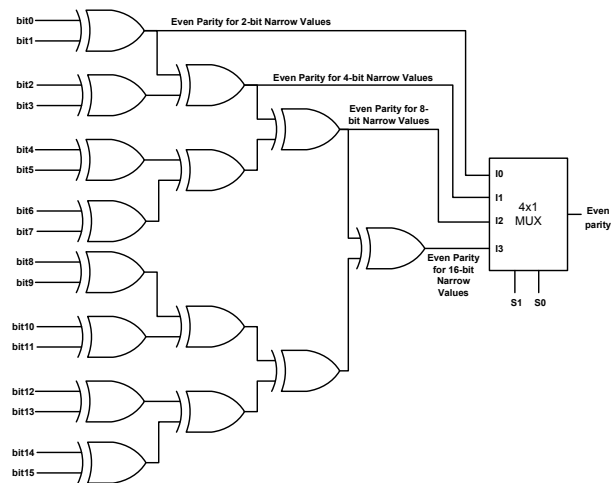 bit0
bit1
Even Parity for 2-bit Narrow Values
bit2
bit3
Even Parity for 4-bit Narrow Values
Even Parity for 8-
bit Narrow Values
bit4
bit5
bit6
bit7
I0
I1
I2
I3
4x1
MUX
Even
parity
S1
S0
Even Parity
for 16-bit
Narrow
Values
bit8
bit9
bit10
bit11
bit12
bit13
bit14
bit15